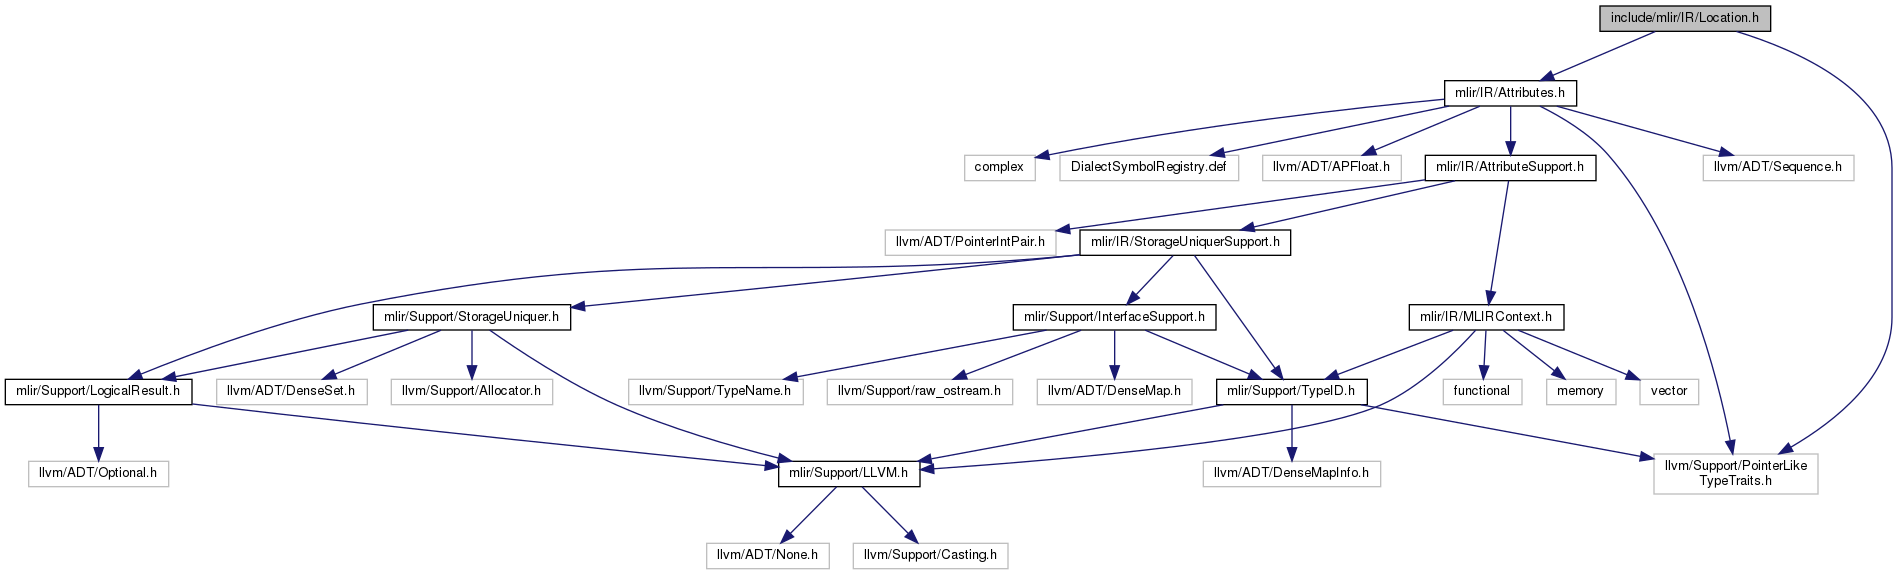 include/mlir/IR/Location.h
mlir/IR/Attributes.h
complex
DialectSymbolRegistry.def
llvm/ADT/APFloat.h
mlir/IR/AttributeSupport.h
llvm/ADT/Sequence.h
llvm/ADT/PointerIntPair.h
mlir/IR/StorageUniquerSupport.h
mlir/Support/StorageUniquer.h
mlir/Support/InterfaceSupport.h
mlir/IR/MLIRContext.h
mlir/Support/LogicalResult.h
llvm/ADT/DenseSet.h
llvm/Support/Allocator.h
llvm/Support/TypeName.h
llvm/Support/raw_ostream.h
llvm/ADT/DenseMap.h
mlir/Support/TypeID.h
functional
memory
vector
llvm/ADT/Optional.h
mlir/Support/LLVM.h
llvm/ADT/DenseMapInfo.h
llvm/Support/PointerLike
TypeTraits.h
llvm/ADT/None.h
llvm/Support/Casting.h